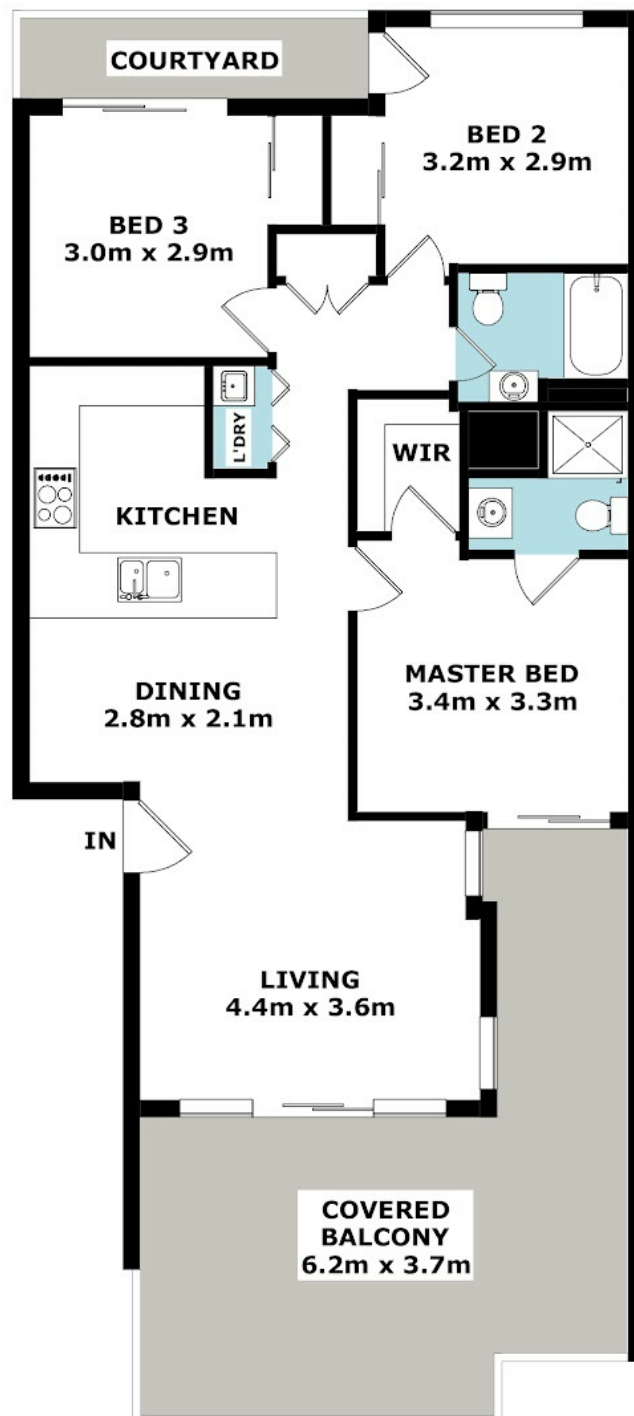 COURTYARD
BED 2
3.2m x 2.9m
BED 3
3.0m x 2.9m
L'DRY
WIR
KITCHEN
MASTER BED
3.4m x 3.3m
DINING
2.8m x 2.1m
IN
LIVING
4.4m x 3.6m
COVERED
BALCONY
6.2m x 3.7m